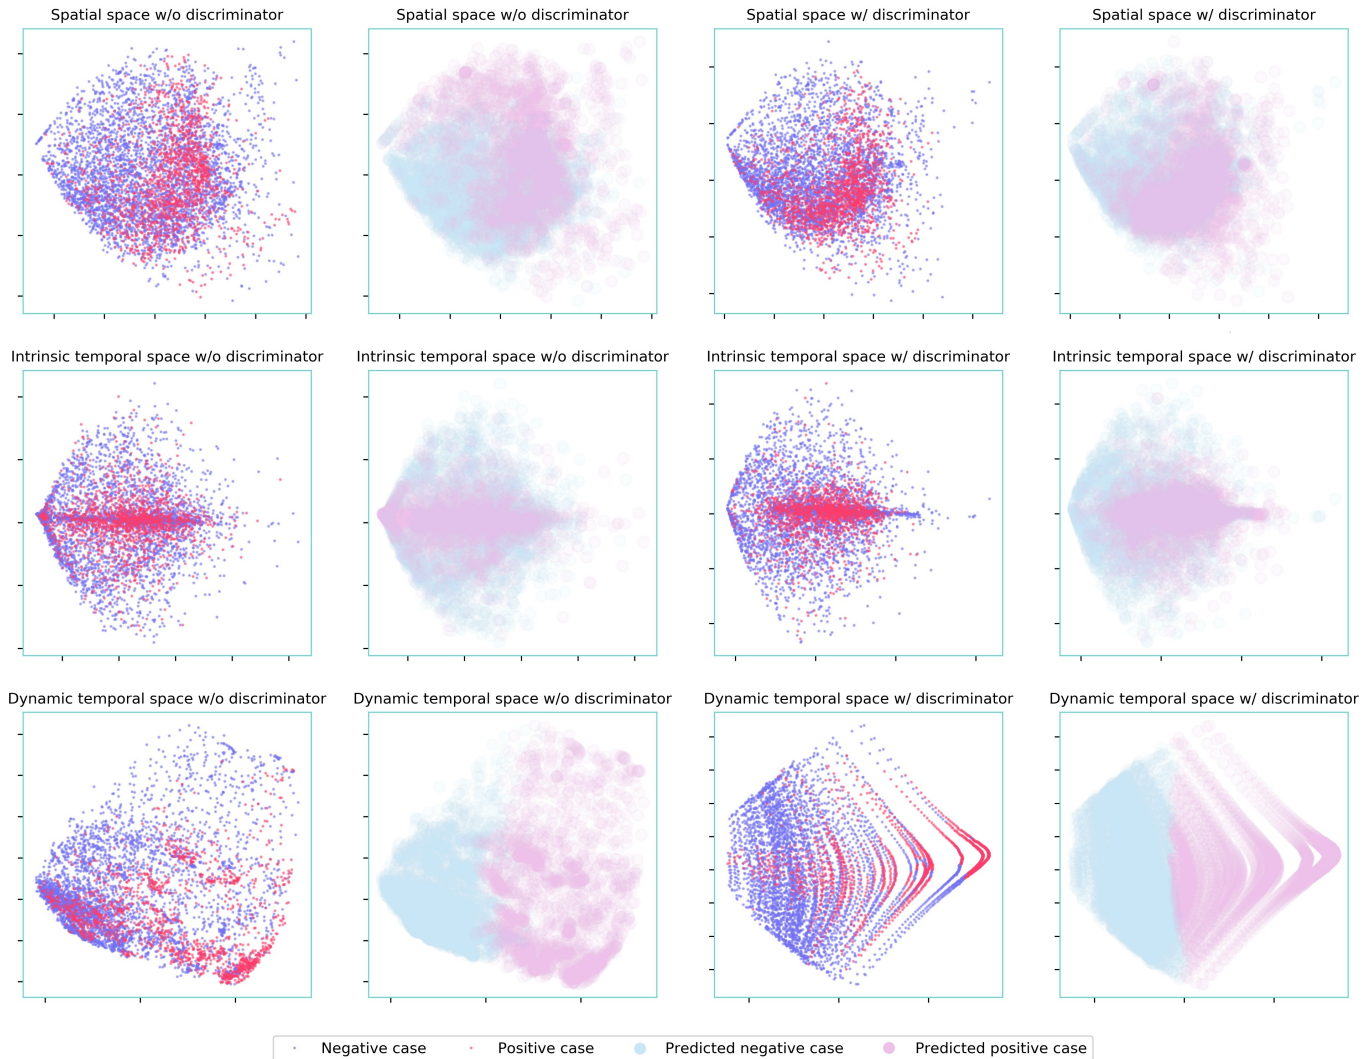 Spatial space w/o discriminator
Spatial space w/o discriminator
Spatial space w/ discriminator
Spatial space w/ discriminator
Intrinsic temporal space w/o discriminator
Intrinsic temporal space w/o discriminator
Intrinsic temporal space w/ discriminator
Intrinsic temporal space w/ discriminator
Dynamic temporal space w/o discriminator
Dynamic temporal space w/o discriminator
Dynamic temporal space w/ discriminator
Dynamic temporal space w/ discriminator
Negative case Positive case Predicted negative case Predicted positive case